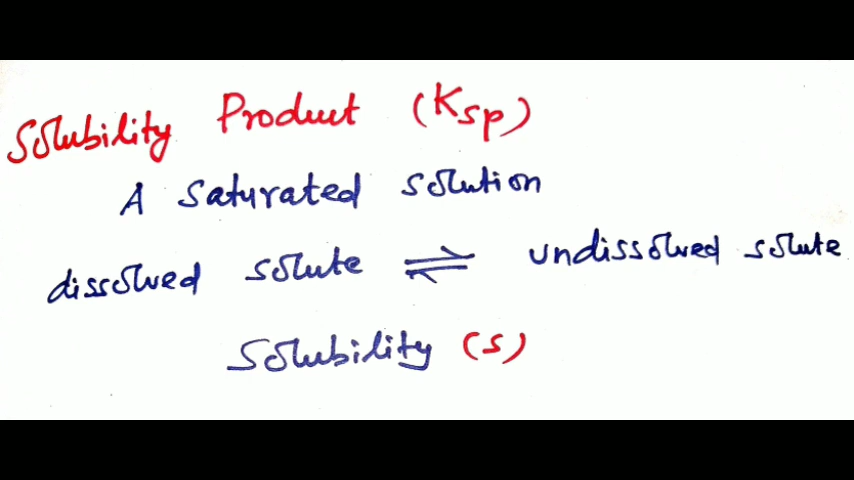 Solubility Product (Ksp)
A saturated solution
dissolved solute ⇌ undissolved solute
Solubility (s)